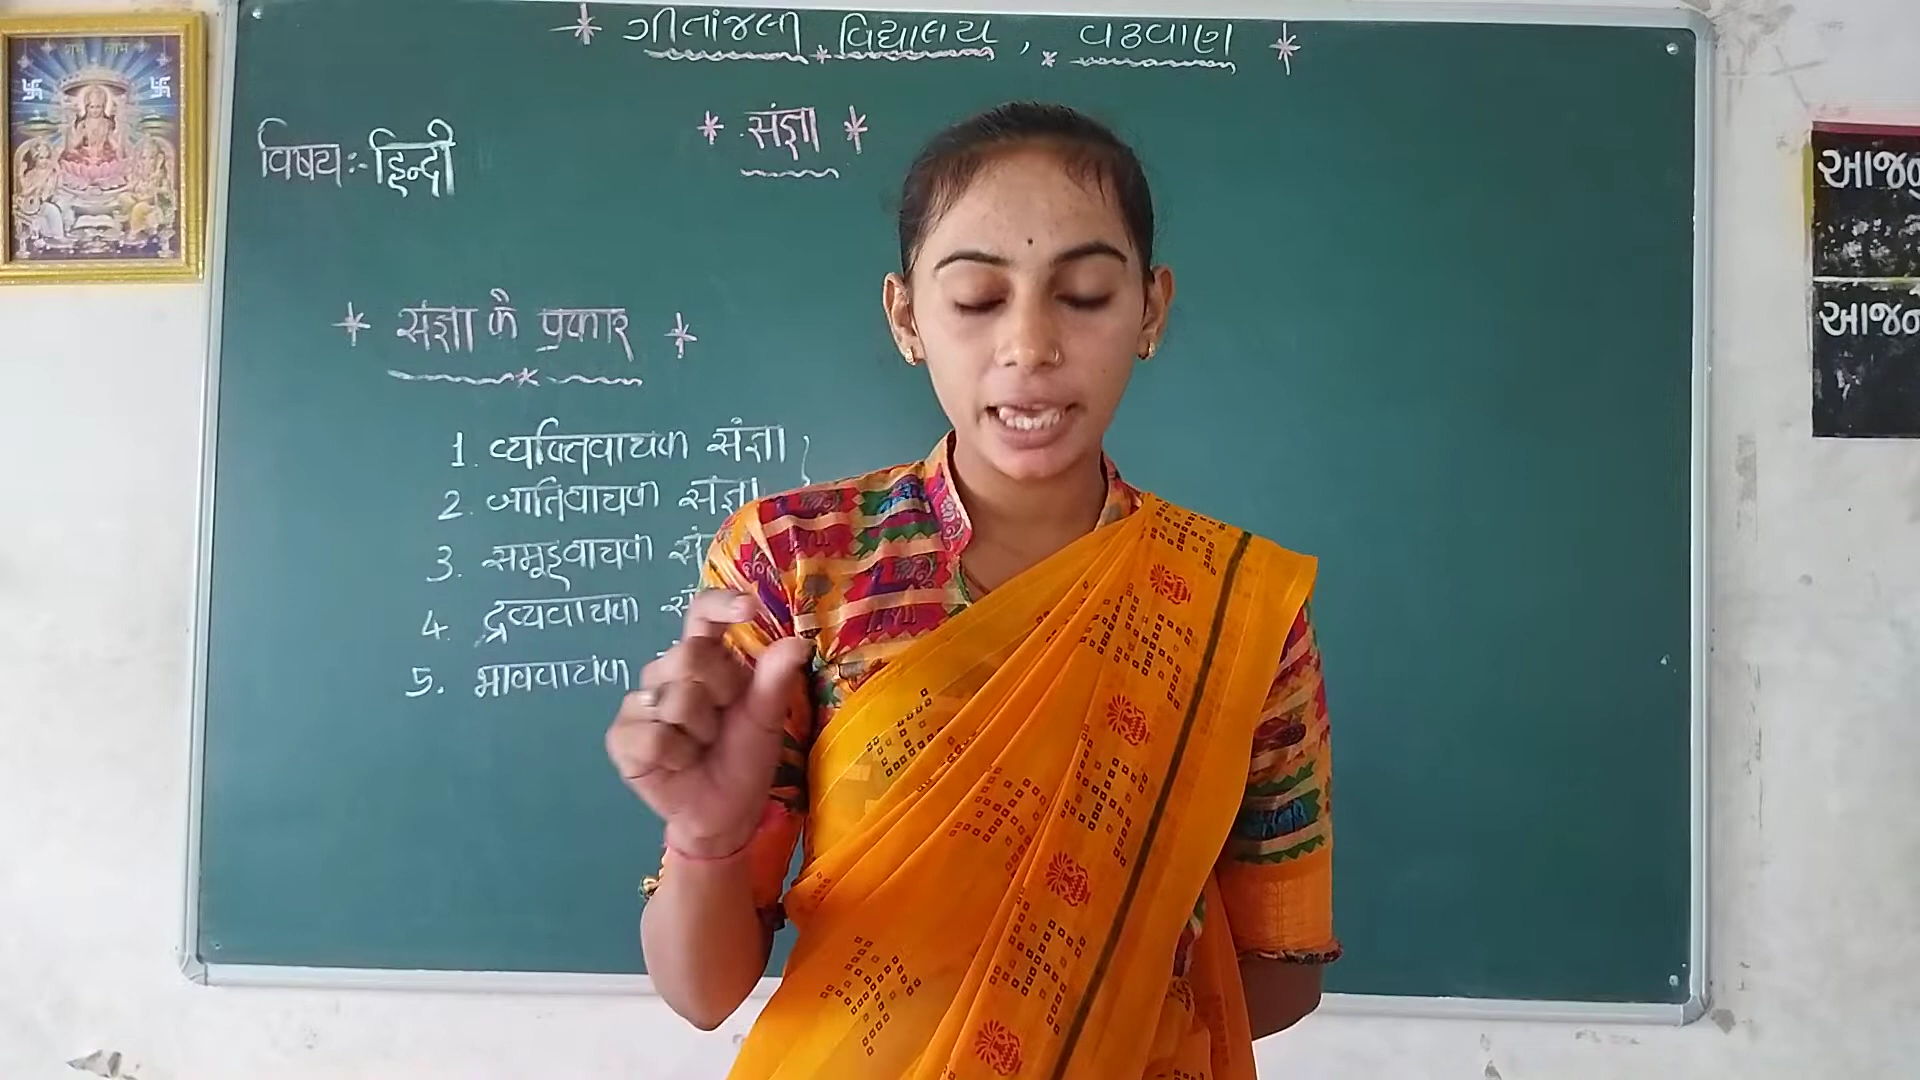 શુભ લાભ
* ગીતાંજલી * વિદ્યાલય, * વઢવાણ *
* संज्ञा *
विषय:- हिन्दी
આજનુ
આજન
* संज्ञा के प्रकार *
1. व्यक्तिवाचक संज्ञा
2. जातिवाचक संज्ञा
3. समूहवाचक सं
4. द्रव्यवाचक सं
5. भाववाचक